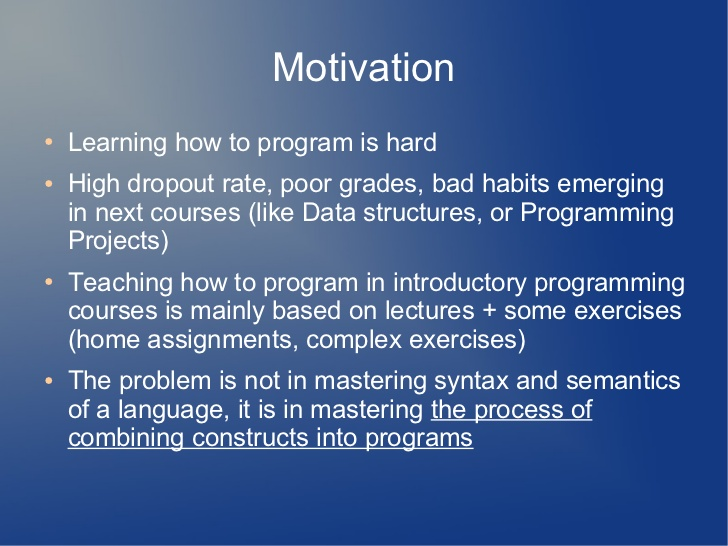 Motivation
• Learning how to program is hard
• High dropout rate, poor grades, bad habits emerging
in next courses (like Data structures, or Programming
Projects)
• Teaching how to program in introductory programming
courses is mainly based on lectures + some exercises
(home assignments, complex exercises)
• The problem is not in mastering syntax and semantics
of a language, it is in mastering the process of
combining constructs into programs